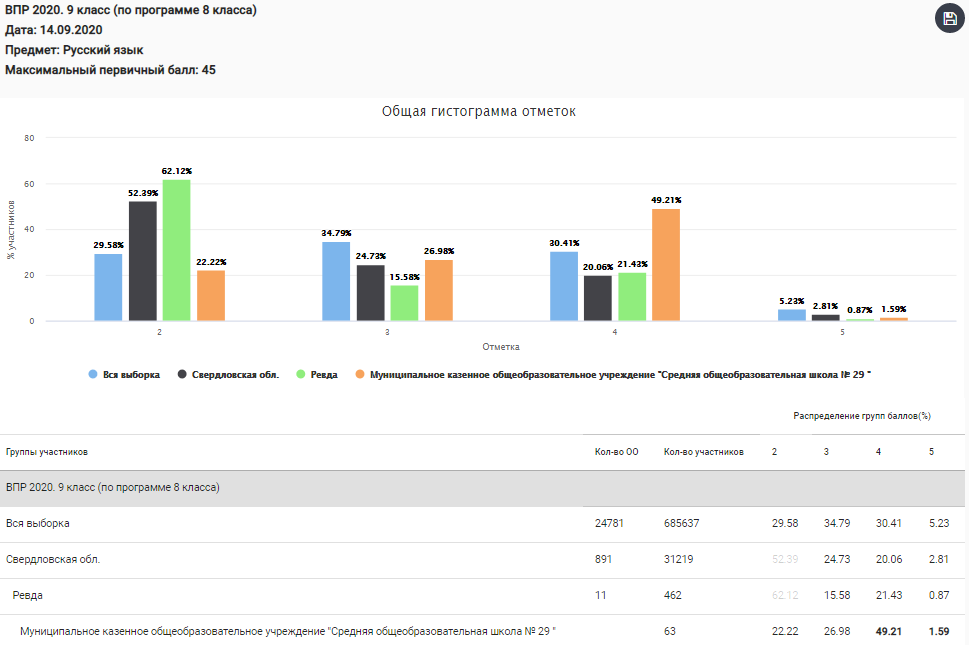 ВПР 2020. 9 класс (по программе 8 класса)
Дата: 14.09.2020
Предмет: Русский язык
Максимальный первичный балл: 45
Общая гистограмма отметок
% участников
80
60
40
20
0
29.58% 52.39% 62.12% 22.22%
34.79% 24.73% 15.58% 26.98%
30.41% 20.06% 21.43% 49.21%
5.23% 2.81% 0.87% 1.59%
2 3 4 5
Отметка
Вся выборка Свердловская обл. Ревда Муниципальное казенное общеобразовательное учреждение "Средняя общеобразовательная школа № 29 "
Распределение групп баллов(%)
Группы участников Кол-во ОО Кол-во участников 2 3 4 5
ВПР 2020. 9 класс (по программе 8 класса)
Вся выборка 24781 685637 29.58 34.79 30.41 5.23
Свердловская обл. 891 31219 52.39 24.73 20.06 2.81
Ревда 11 462 62.12 15.58 21.43 0.87
Муниципальное казенное общеобразовательное учреждение "Средняя общеобразовательная школа № 29 " 63 22.22 26.98 49.21 1.59